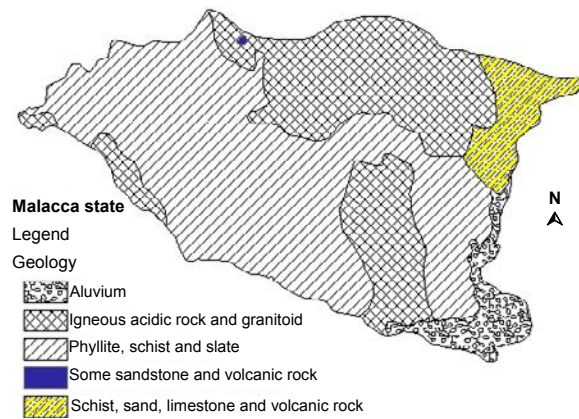 N
Malacca state
Legend
Geology
Aluvium
Igneous acidic rock and granitoid
Phyllite, schist and slate
Some sandstone and volcanic rock
Schist, sand, limestone and volcanic rock